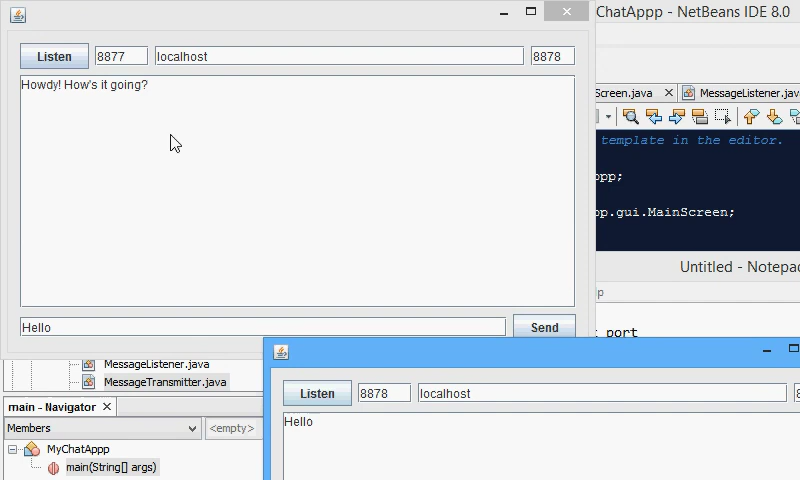 ChatAppp - NetBeans IDE 8.0
Listen 8877 localhost 8878
Howdy! How's it going?
Screen.java MessageListener.jav
template in the editor.
ppp;
pp.gui.MainScreen;
Untitled - Notepad
port
Hello Send
MessageListener.java
MessageTransmitter.java
main - Navigator
Members <empty>
MyChatAppp
main(String[] args)
Listen 8878 localhost
Hello